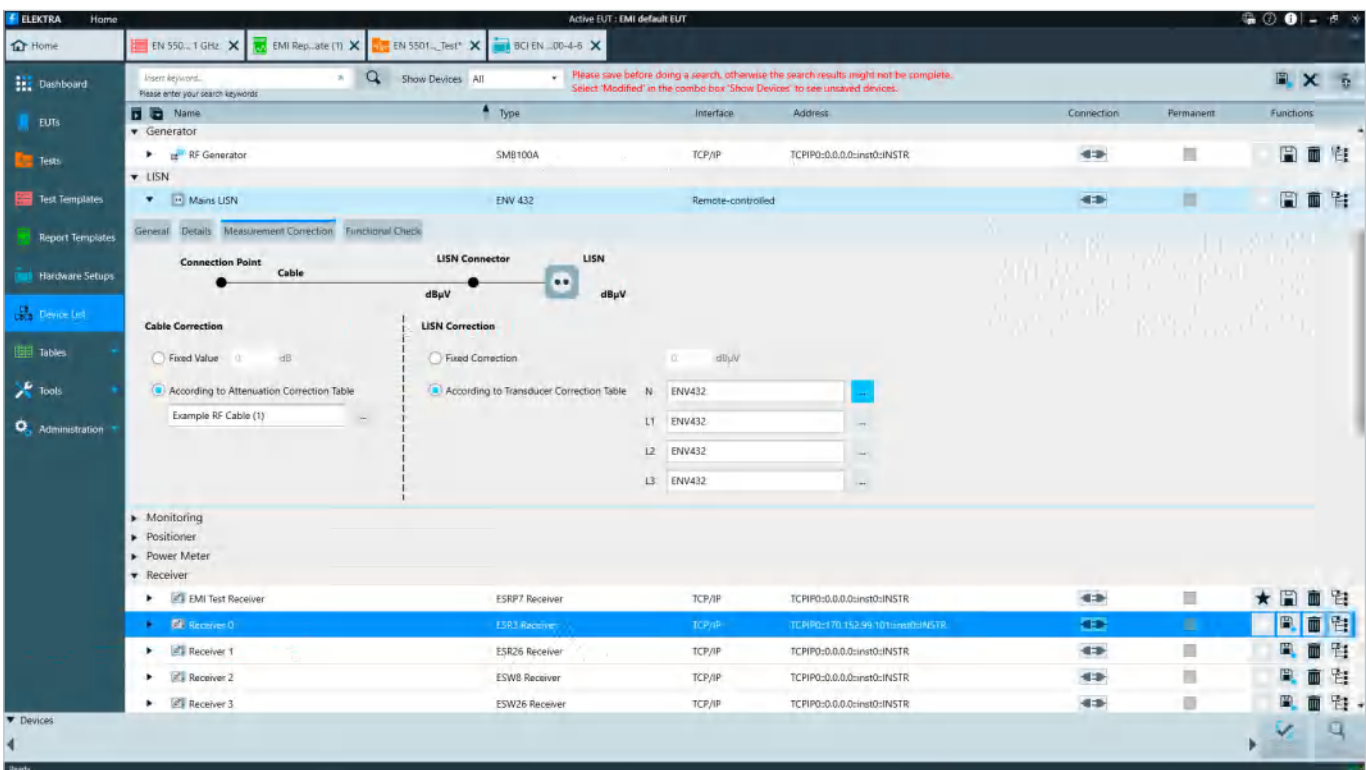 ELEKTRA Home Active EUT : EMI default EUT
Home EN 550... 1 GHz EMI Rep...ate (1) EN 5501..._Test* BCI EN ...00-4-6
Insert keyword... Show Devices All Please save before doing a search, otherwise the search results might not be complete.
Please enter your search keywords Select 'Modified' in the combo box 'Show Devices' to see unsaved devices.
Dashboard
EUTs
Tests
Test Templates
Report Templates
Hardware Setups
Device List
Tables
Tools
Administration
Name Type Interface Address Connection Permanent Functions
Generator
RF Generator SMB100A TCP/IP TCPIP0::0.0.0.0::inst0::INSTR
LISN
Mains LISN ENV 432 Remote-controlled
General Details Measurement Correction Functional Check
Connection Point Cable LISN Connector LISN
dBµV dBµV
Cable Correction LISN Correction
Fixed Value 0 dB Fixed Correction 0 dBµV
According to Attenuation Correction Table According to Transducer Correction Table N ENV432 ...
Example RF Cable (1) ... L1 ENV432 ...
L2 ENV432 ...
L3 ENV432 ...
Monitoring
Positioner
Power Meter
Receiver
EMI Test Receiver ESRP7 Receiver TCP/IP TCPIP0::0.0.0.0::inst0::INSTR
Receiver 0 ESR3 Receiver TCP/IP TCPIP0::170.152.99.101::inst0::INSTR
Receiver 1 ESR26 Receiver TCP/IP TCPIP0::0.0.0.0::inst0::INSTR
Receiver 2 ESW8 Receiver TCP/IP TCPIP0::0.0.0.0::inst0::INSTR
Receiver 3 ESW26 Receiver TCP/IP TCPIP0::0.0.0.0::inst0::INSTR
Devices
Ready